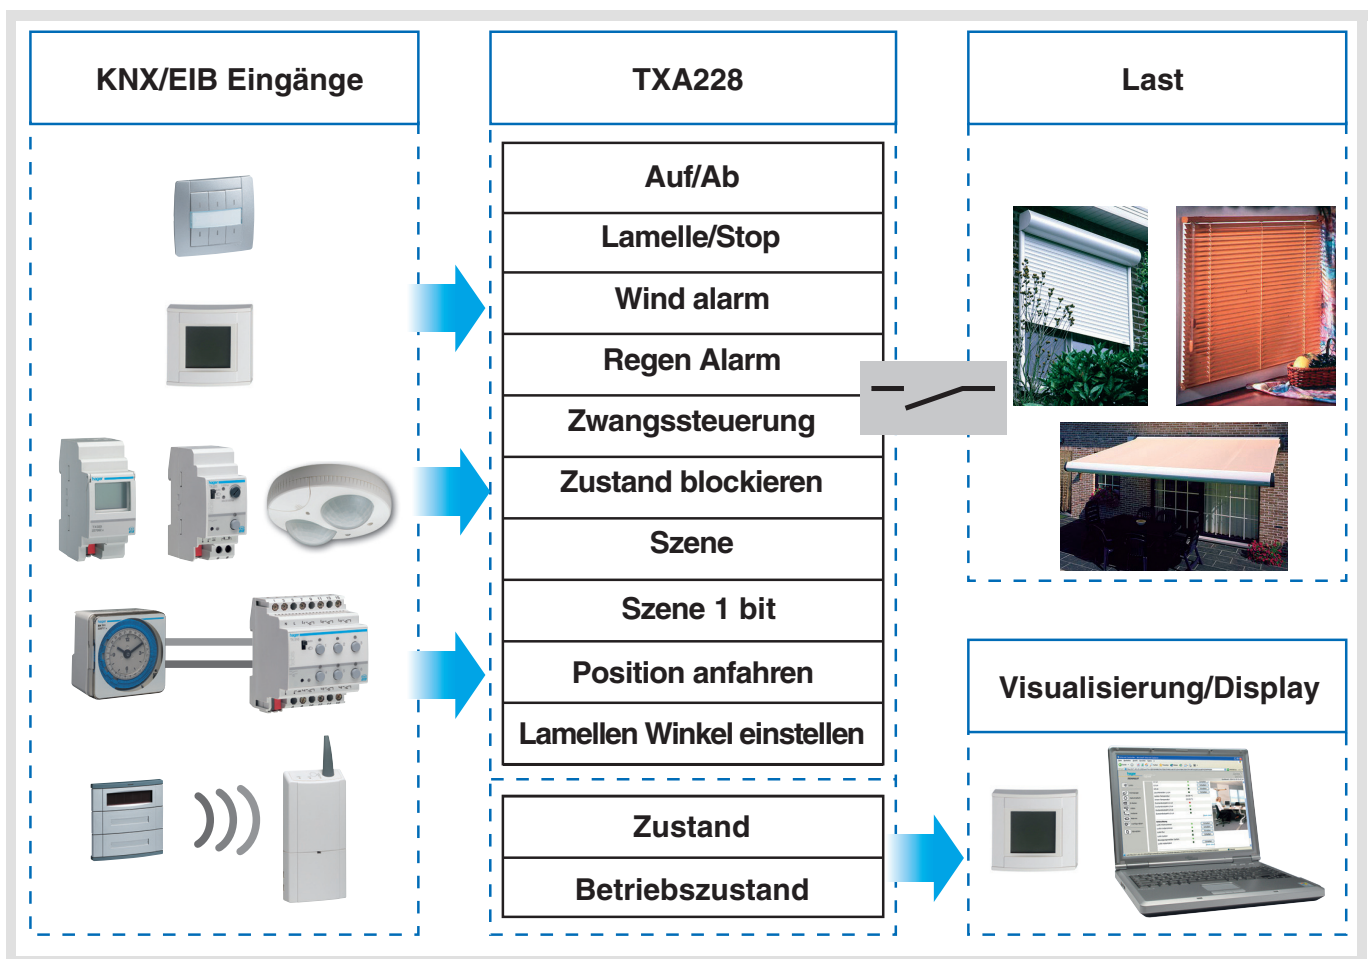 KNX/EIB Eingänge
TXA228
Last
Auf/Ab
Lamelle/Stop
Wind alarm
Regen Alarm
Zwangssteuerung
Zustand blockieren
Szene
Szene 1 bit
Position anfahren
Lamellen Winkel einstellen
Zustand
Betriebszustand
Visualisierung/Display